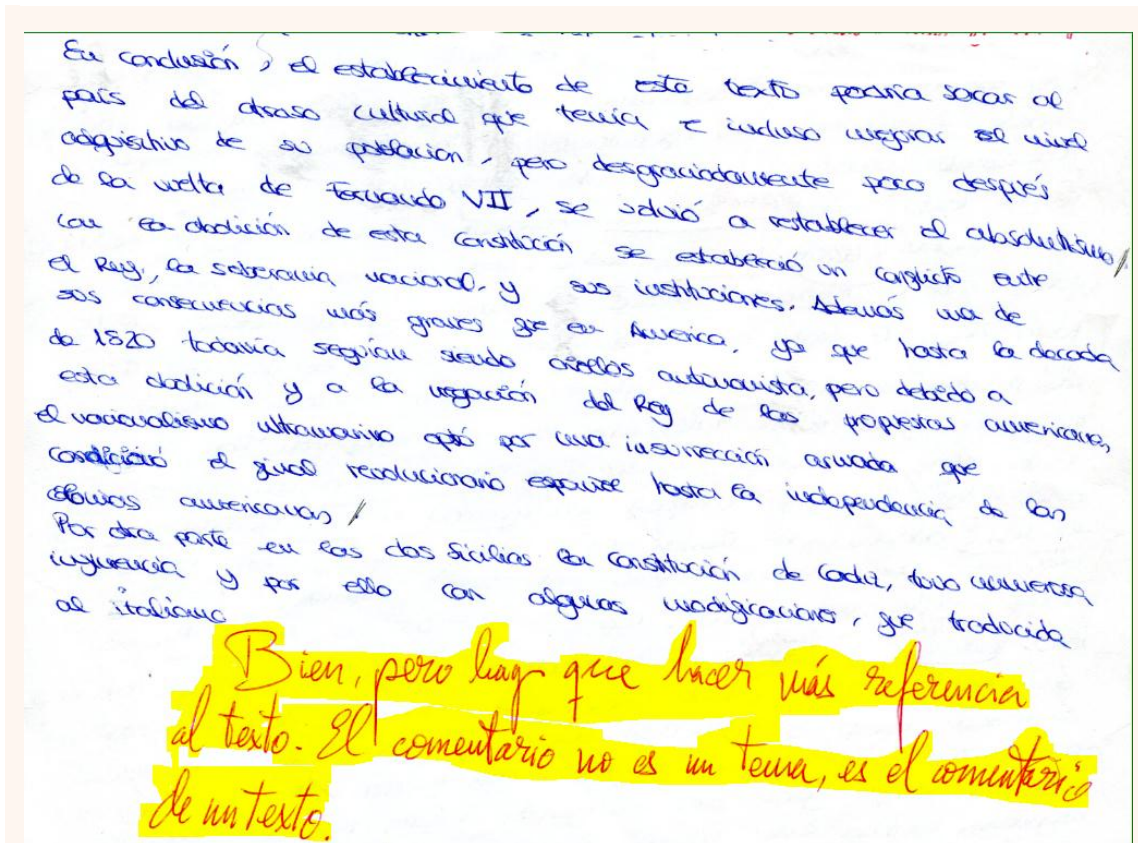 En conclusión, el establecimiento de este texto podría sacar al
país del atraso cultural que tenía e incluso mejorar el nivel
adquisitivo de su población, pero desgraciadamente poco después
de la vuelta de Fernando VII, se volvió a restablecer el absolutismo/
Con la abolición de esta Constitución se estableció un conflicto entre
el Rey, la soberanía nacional, y sus instituciones. Además una de
sus consecuencias más graves fue en America, ya que hasta la decada
de 1820 todavía seguían siendo autonomista, pero debido a
esta abolición y a la negación del Rey de las propuestas americanas,
el nacionalismo ultramarino optó por una insurrección armada que
condicionó el final revolucionario español hasta la independencia de las
colonias americanas /
Por otra parte en las dos Sicilias la Constitución de Cadiz, tuvo numerosa
influencia y por ello con algunas modificaciones, fue traducida
al italiano
Bien, pero hay que hacer más referencia
al texto. El comentario no es un tema, es el comentario
de un texto.